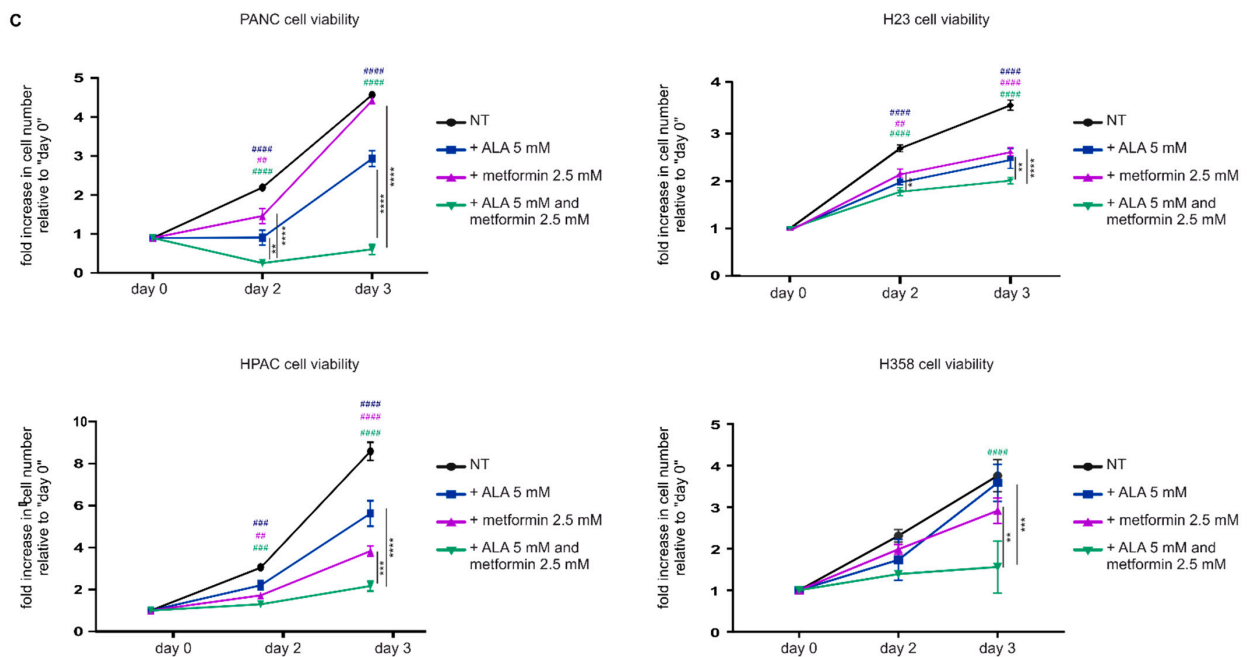 C
PANC cell viability
fold increase in cell number
relative to "day 0"
5
4
3
2
1
0
####
####
####
##
####
**
****
****
****
day 0
day 2
day 3
NT
+ ALA 5 mM
+ metformin 2.5 mM
+ ALA 5 mM and
metformin 2.5 mM
H23 cell viability
fold increase in cell number
relative to "day 0"
4
3
2
1
0
####
##
####
####
####
####
**
**
****
day 0
day 2
day 3
NT
+ ALA 5 mM
+ metformin 2.5 mM
+ ALA 5 mM and
metformin 2.5 mM
HPAC cell viability
fold increase in cell number
relative to "day 0"
10
8
6
4
2
0
###
##
###
####
####
####
***
****
day 0
day 2
day 3
NT
+ ALA 5 mM
+ metformin 2.5 mM
+ ALA 5 mM and
metformin 2.5 mM
H358 cell viability
fold increase in cell number
relative to "day 0"
5
4
3
2
1
0
####
**
***
day 0
day 2
day 3
NT
+ ALA 5 mM
+ metformin 2.5 mM
+ ALA 5 mM and
metformin 2.5 mM